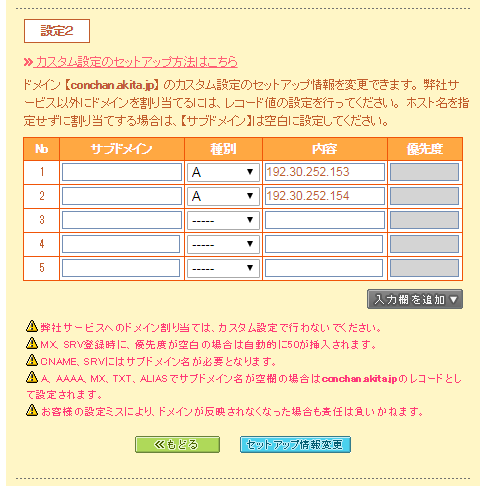 設定2
≫カスタム設定のセットアップ方法はこちら
ドメイン【conchan.akita.jp】のカスタム設定のセットアップ情報を変更できます。弊社サ
ービス以外にドメインを割り当てるには、レコード値の設定を行ってください。ホスト名を指
定せずに割り当てする場合は、【サブドメイン】は空白に設定してください。
No サブドメイン 種別 内容 優先度
1 A ▼ 192.30.252.153
2 A ▼ 192.30.252.154
3 ----- ▼
4 ----- ▼
5 ----- ▼
入力欄を追加▼
弊社サービスへのドメイン割り当ては、カスタム設定で行わないでください。
MX、SRV登録時に、優先度が空白の場合は自動的に50が挿入されます。
CNAME、SRVにはサブドメイン名が必要となります。
A、AAAA、MX、TXT、ALIASでサブドメイン名が空欄の場合はconchan.akita.jpのレコードとし
て設定されます。
お客様の設定ミスにより、ドメインが反映されなくなった場合も責任は負いかねます。
≪もどる セットアップ情報変更